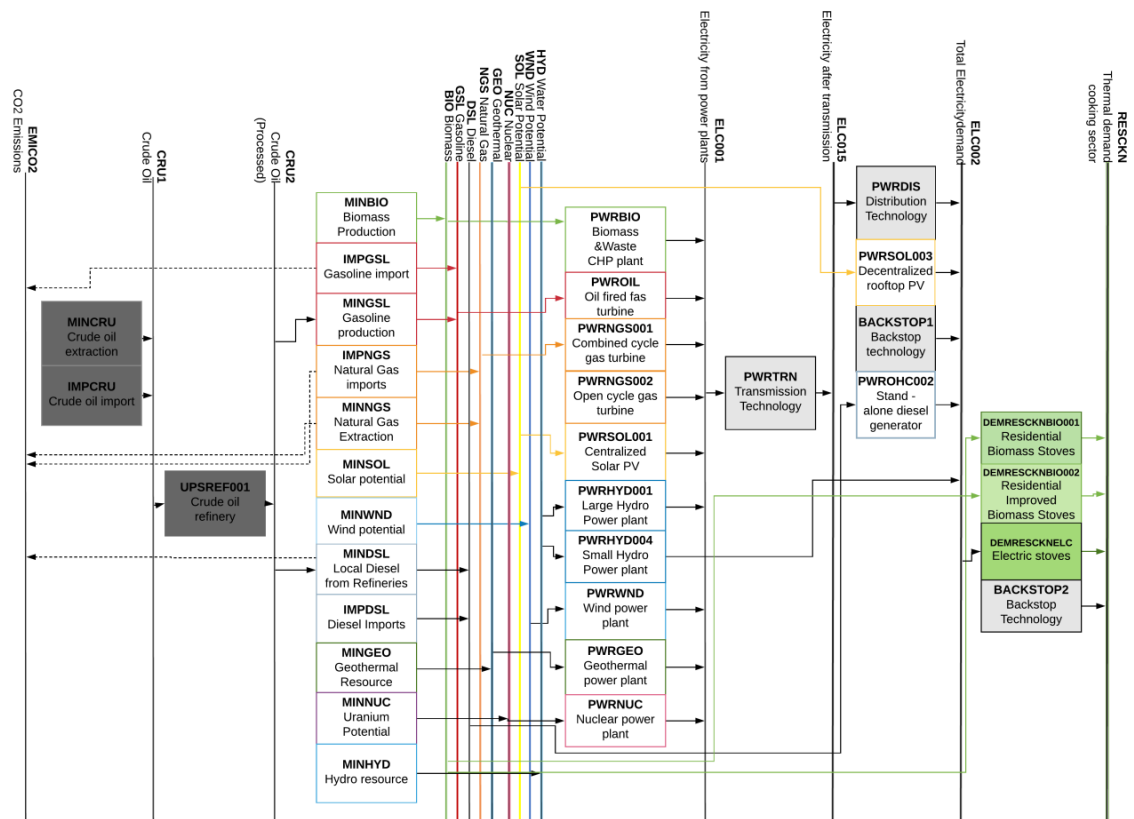 EMICO2
CO2 Emissions
CRU1
Crude Oil
CRU2
Crude Oil
(Processed)
BIO Biomass
GSL Gasoline
DSL Diesel
NGS Natural Gas
GEO Geothermal
NUC Nuclear
SOL Solar Potential
WND Wind Potential
HYD Water Potential
ELC001
Electricity from power plants
ELC015
Electricity after transmission
ELC002
Total Electricitydemand
RESCKN
Thermal demand
cooking sector
MINCRU
Crude oil
extraction
IMPCRU
Crude oil import
UPSREF001
Crude oil
refinery
MINBIO
Biomass
Production
IMPGSL
Gasoline import
MINGSL
Gasoline
production
IMPNGS
Natural Gas
imports
MINNGS
Natural Gas
Extraction
MINSOL
Solar potential
MINWND
Wind potential
MINDSL
Local Diesel
from Refineries
IMPDSL
Diesel Imports
MINGEO
Geothermal
Resource
MINNUC
Uranium
Potential
MINHYD
Hydro resource
PWRBIO
Biomass
&Waste
CHP plant
PWROIL
Oil fired fas
turbine
PWRNGS001
Combined cycle
gas turbine
PWRNGS002
Open cycle gas
turbine
PWRSOL001
Centralized
Solar PV
PWRHYD001
Large Hydro
Power plant
PWRHYD004
Small Hydro
Power plant
PWRWND
Wind power
plant
PWRGEO
Geothermal
power plant
PWRNUC
Nuclear power
plant
PWRTRN
Transmission
Technology
PWRDIS
Distribution
Technology
PWRSOL003
Decentralized
rooftop PV
BACKSTOP1
Backstop
technology
PWROHC002
Stand -
alone diesel
generator
DEMRESCKNBIO001
Residential
Biomass Stoves
DEMRESCKNBIO002
Residential
Improved
Biomass Stoves
DEMRESCKNELC
Electric stoves
BACKSTOP2
Backstop
Technology